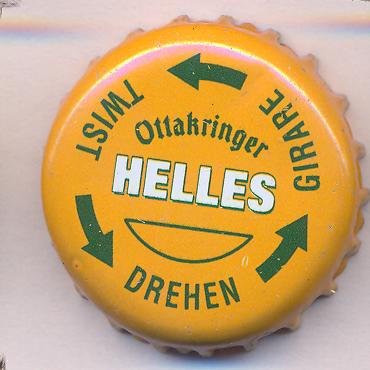 TWIST
GIRARE
Ottakringer
HELLES
DREHEN